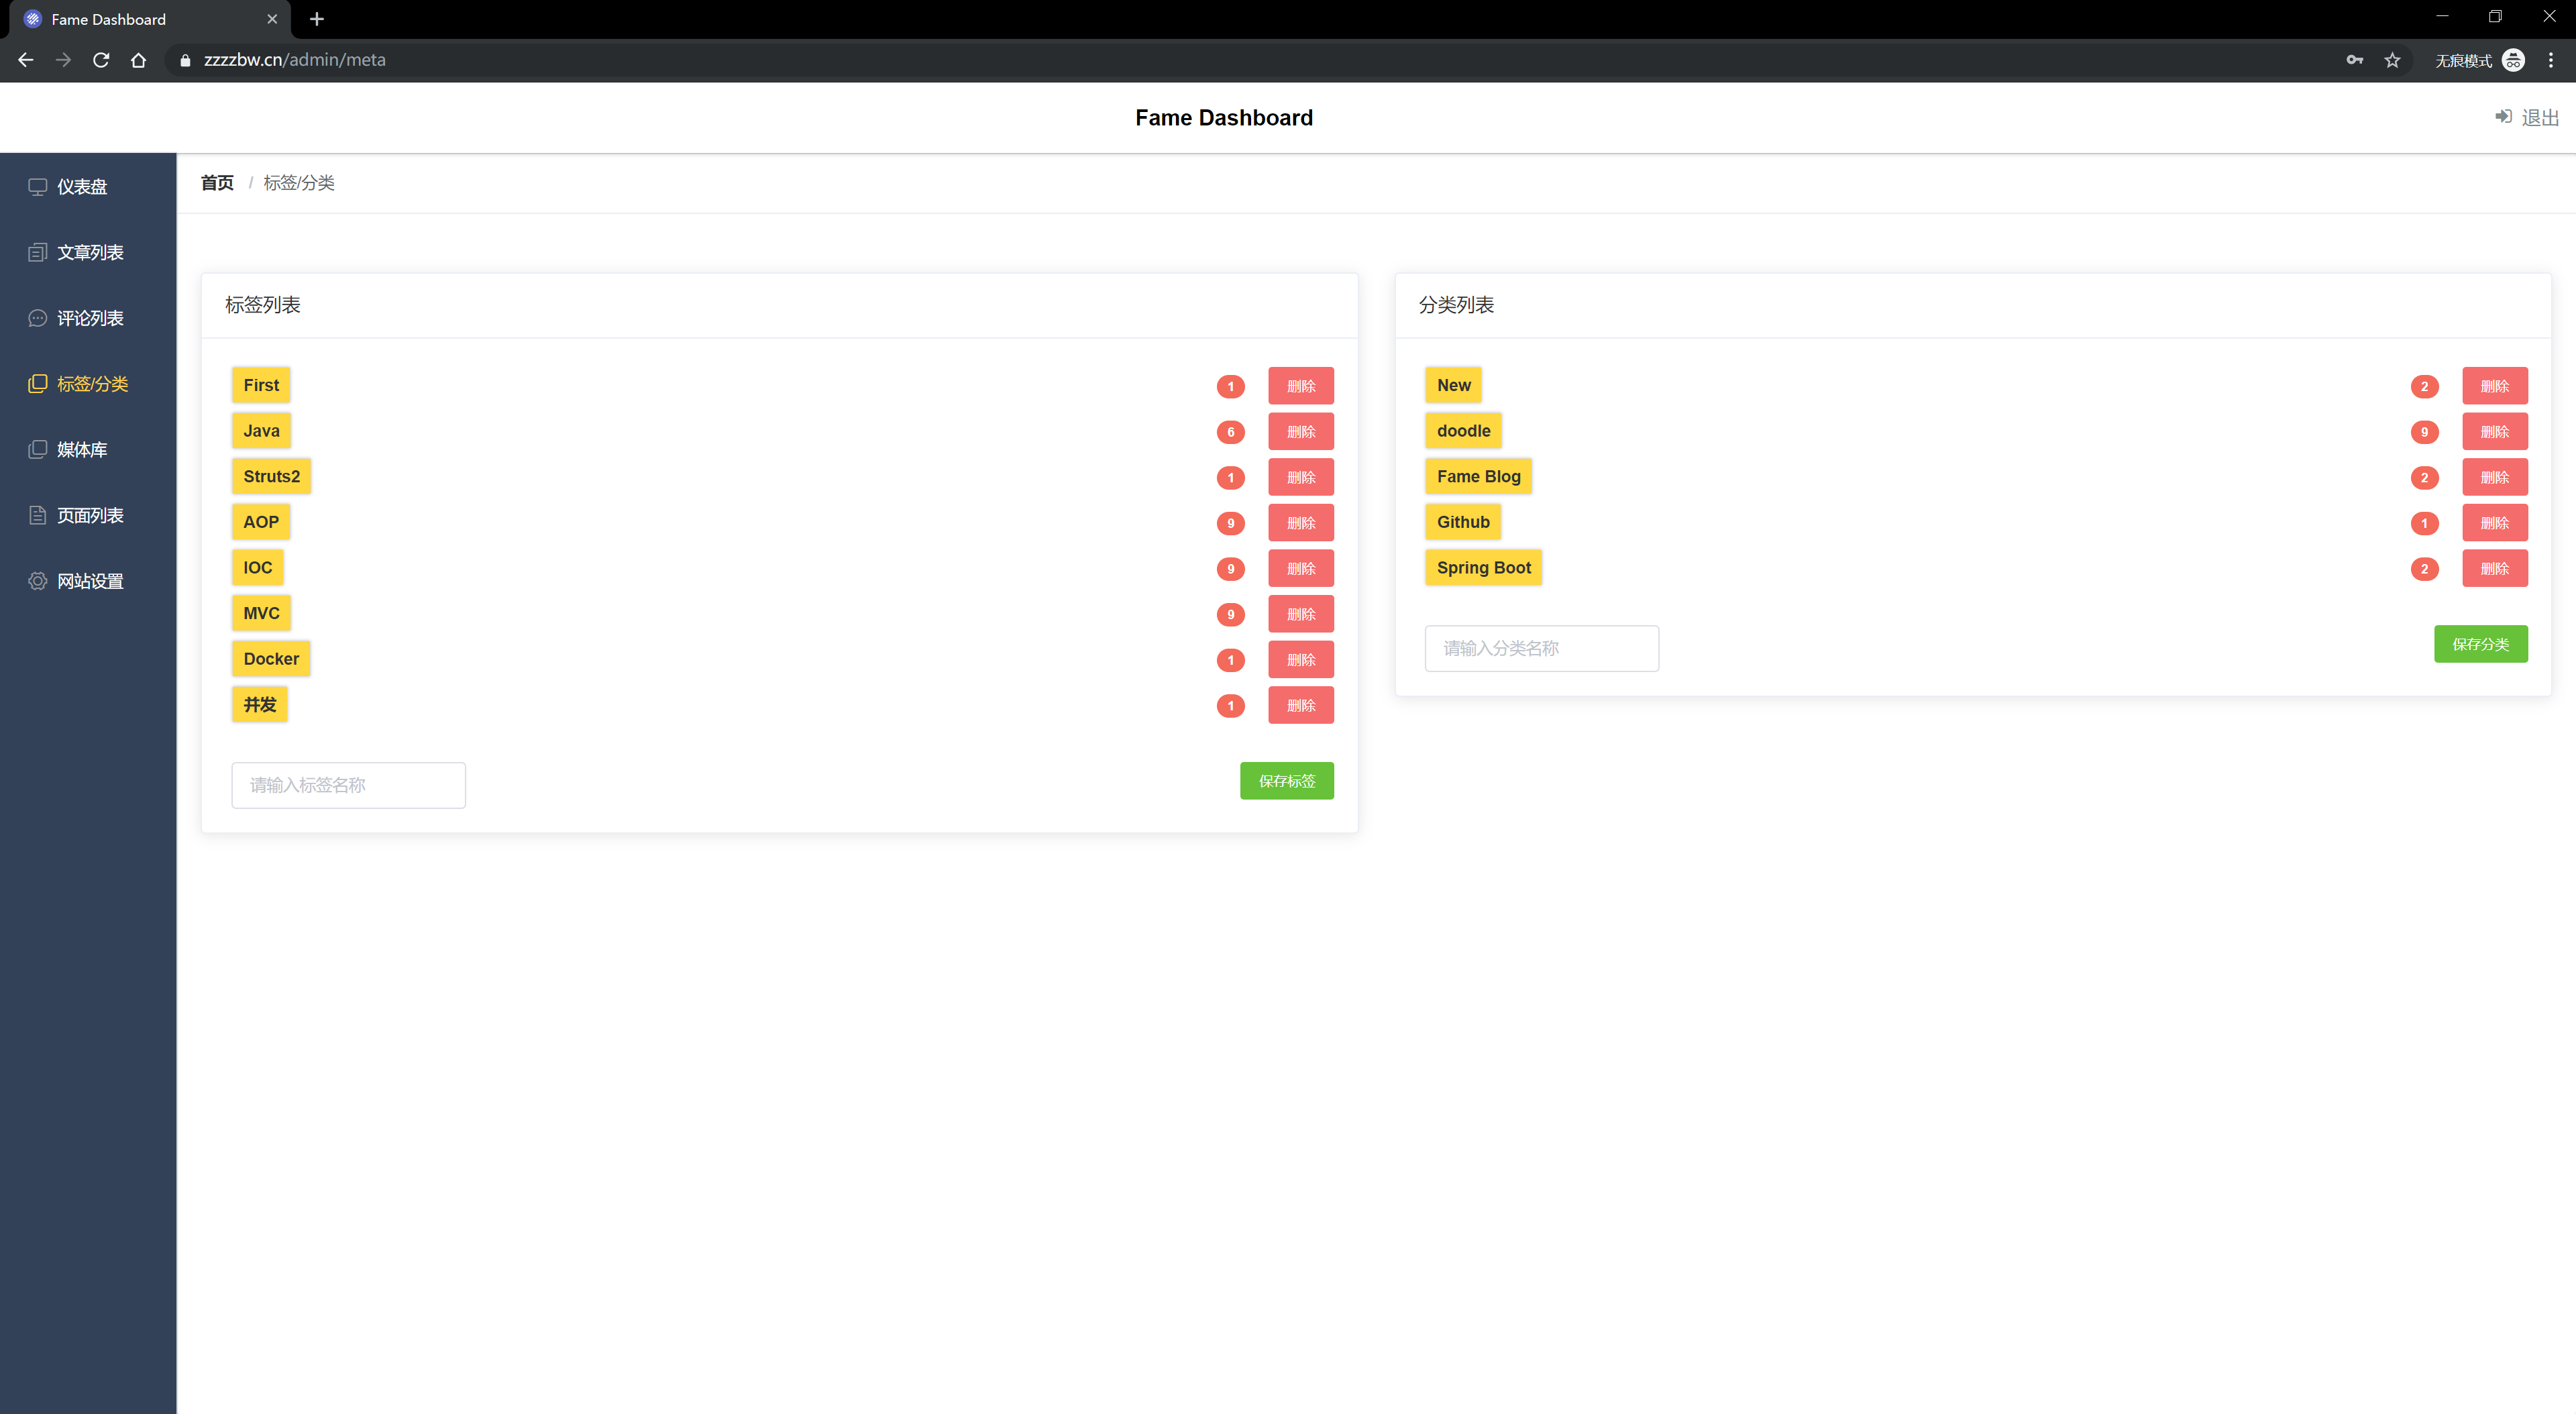 Fame Dashboard
zzzzbw.cn/admin/meta
无痕模式
Fame Dashboard
退出
仪表盘
文章列表
评论列表
标签/分类
媒体库
页面列表
网站设置
首页 / 标签/分类
标签列表
First 1 删除
Java 6 删除
Struts2 1 删除
AOP 9 删除
IOC 9 删除
MVC 9 删除
Docker 1 删除
并发 1 删除
请输入标签名称 保存标签
分类列表
New 2 删除
doodle 9 删除
Fame Blog 2 删除
Github 1 删除
Spring Boot 2 删除
请输入分类名称 保存分类